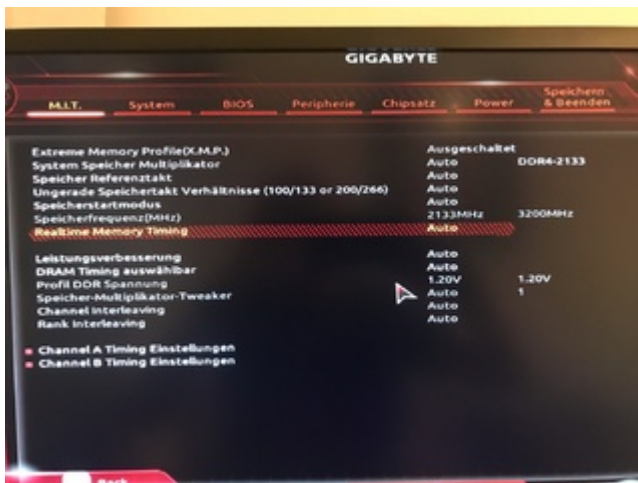 GIGABYTE
M.I.T. System BIOS Peripherie Chipsatz Power Speichern & Beenden
Extreme Memory Profile(X.M.P.) Ausgeschaltet
System Speicher Multiplikator Auto DDR4-2133
Speicher Referenztakt Auto
Ungerade Speichertakt Verhältnisse (100/133 or 200/266) Auto
Speicherstartmodus Auto
Speicherfrequenz(MHz) 2133MHz 3200MHz
Realtime Memory Timing Auto
Leistungsverbesserung Auto
DRAM Timing auswählbar Auto
Profil DDR Spannung 1.20V 1.20V
Speicher-Multiplikator-Tweaker Auto 1
Channel Interleaving Auto
Rank Interleaving Auto
Channel A Timing Einstellungen
Channel B Timing Einstellungen
Back